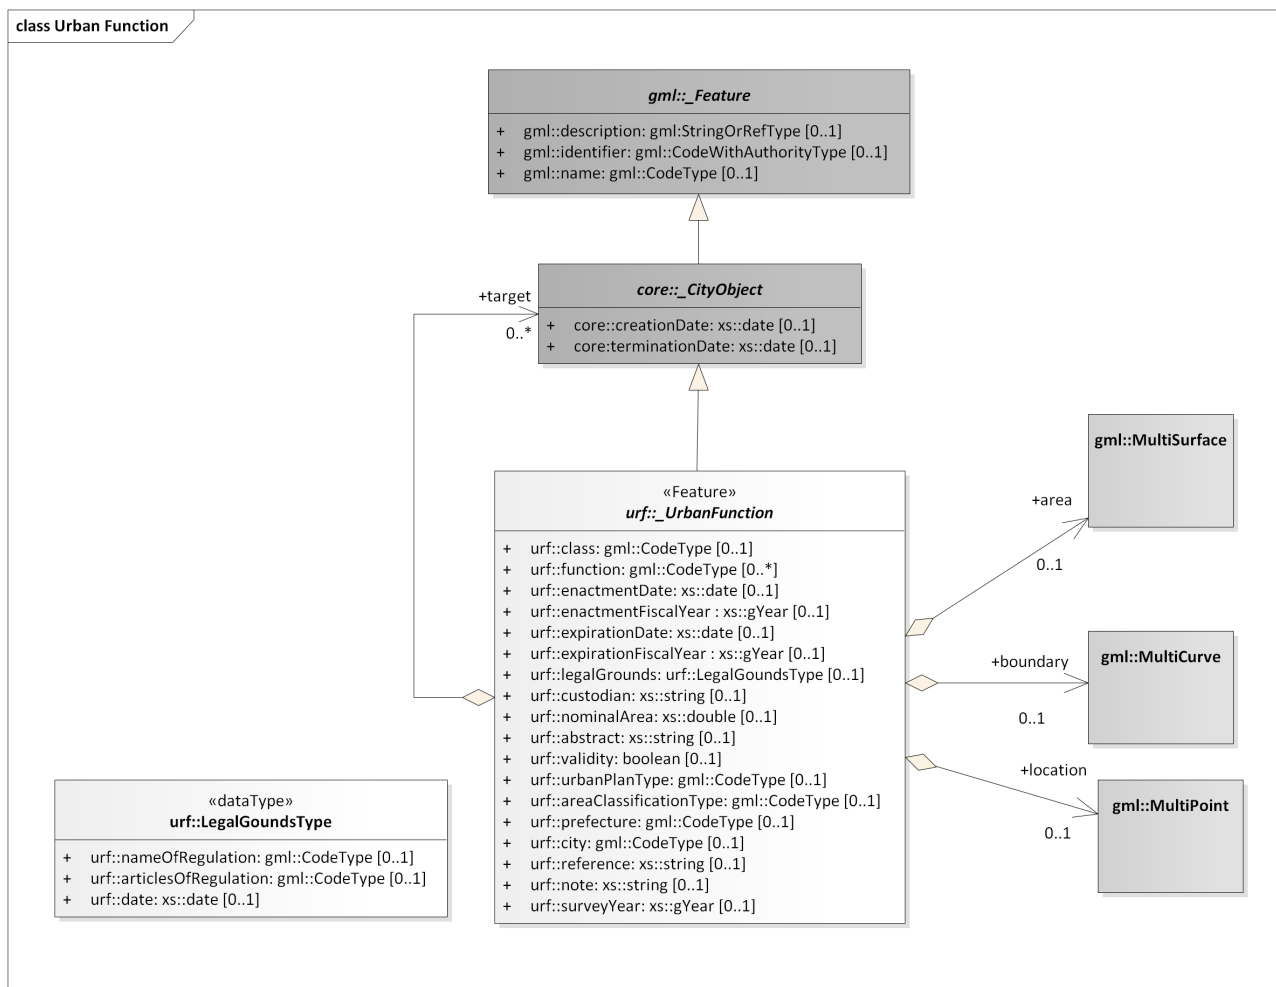 class Urban Function
gml::_Feature
+ gml::description: gml:StringOrRefType [0..1]
+ gml::identifier: gml::CodeWithAuthorityType [0..1]
+ gml::name: gml::CodeType [0..1]
+target
0..*
core::_CityObject
+ core::creationDate: xs::date [0..1]
+ core:terminationDate: xs::date [0..1]
«Feature»
urf::_UrbanFunction
+ urf::class: gml::CodeType [0..1]
+ urf::function: gml::CodeType [0..*]
+ urf::enactmentDate: xs::date [0..1]
+ urf::enactmentFiscalYear : xs::gYear [0..1]
+ urf::expirationDate: xs::date [0..1]
+ urf::expirationFiscalYear : xs::gYear [0..1]
+ urf::legalGrounds: urf::LegalGoundsType [0..1]
+ urf::custodian: xs::string [0..1]
+ urf::nominalArea: xs::double [0..1]
+ urf::abstract: xs::string [0..1]
+ urf::validity: boolean [0..1]
+ urf::urbanPlanType: gml::CodeType [0..1]
+ urf::areaClassificationType: gml::CodeType [0..1]
+ urf::prefecture: gml::CodeType [0..1]
+ urf::city: gml::CodeType [0..1]
+ urf::reference: xs::string [0..1]
+ urf::note: xs::string [0..1]
+ urf::surveyYear: xs::gYear [0..1]
gml::MultiSurface
+area
0..1
gml::MultiCurve
+boundary
0..1
gml::MultiPoint
+location
0..1
«dataType»
urf::LegalGoundsType
+ urf::nameOfRegulation: gml::CodeType [0..1]
+ urf::articlesOfRegulation: gml::CodeType [0..1]
+ urf::date: xs::date [0..1]